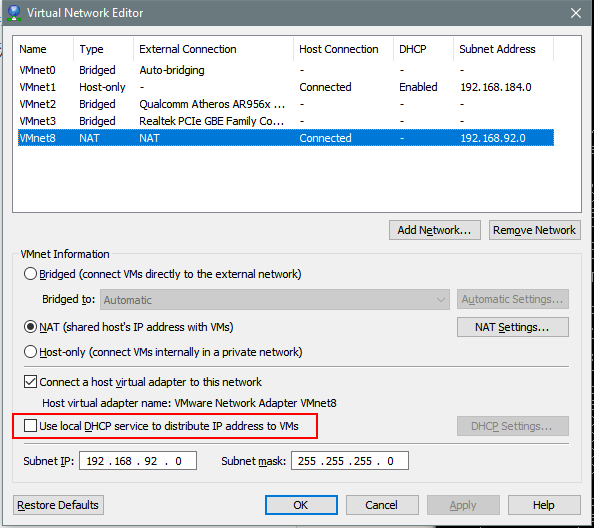 Virtual Network Editor
Name Type External Connection Host Connection DHCP Subnet Address
VMnet0 Bridged Auto-bridging - - -
VMnet1 Host-only - Connected Enabled 192.168.184.0
VMnet2 Bridged Qualcomm Atheros AR956x ... - - -
VMnet3 Bridged Realtek PCIe GBE Family Co... - - -
VMnet8 NAT NAT Connected - 192.168.92.0
Add Network... Remove Network
VMnet Information
Bridged (connect VMs directly to the external network)
Bridged to: Automatic Automatic Settings...
NAT (shared host's IP address with VMs) NAT Settings...
Host-only (connect VMs internally in a private network)
Connect a host virtual adapter to this network
Host virtual adapter name: VMware Network Adapter VMnet8
Use local DHCP service to distribute IP address to VMs DHCP Settings...
Subnet IP: 192 . 168 . 92 . 0 Subnet mask: 255 . 255 . 255 . 0
Restore Defaults OK Cancel Apply Help